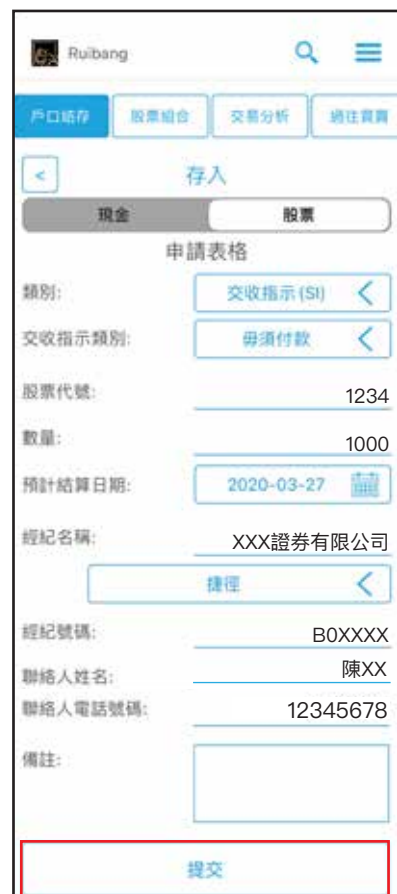 Ruibang
戶口結存 股票組合 交易分析 過往買賣
< 存入
現金 股票
申請表格
類別: 交收指示 (SI)
交收指示類別: 毋須付款
股票代號: 1234
數量: 1000
預計結算日期: 2020-03-27
經紀名稱: XXX證券有限公司
捷徑
經紀號碼: B0XXXX
聯絡人姓名: 陳XX
聯絡人電話號碼: 12345678
備註:
提交